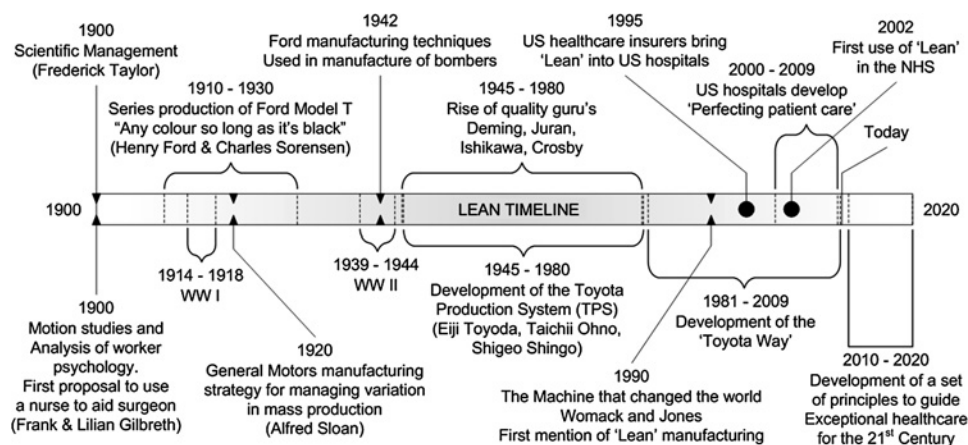 1900
Scientific Management
(Frederick Taylor)
1910 - 1930
Series production of Ford Model T
“Any colour so long as it's black”
(Henry Ford & Charles Sorensen)
1942
Ford manufacturing techniques
Used in manufacture of bombers
1945 - 1980
Rise of quality guru's
Deming, Juran,
Ishikawa, Crosby
1995
US healthcare insurers bring
'Lean' into US hospitals
2000 - 2009
US hospitals develop
'Perfecting patient care'
2002
First use of 'Lean'
in the NHS
Today
1900
LEAN TIMELINE
2020
1900
Motion studies and
Analysis of worker
psychology.
First proposal to use
a nurse to aid surgeon
(Frank & Lilian Gilbreth)
1914 - 1918
WW I
1920
General Motors manufacturing
strategy for managing variation
in mass production
(Alfred Sloan)
1939 - 1944
WW II
1945 - 1980
Development of the Toyota
Production System (TPS)
(Eiji Toyoda, Taichii Ohno,
Shigeo Shingo)
1990
The Machine that changed the world
Womack and Jones
First mention of 'Lean' manufacturing
1981 - 2009
Development of the
'Toyota Way'
2010 - 2020
Development of a set
of principles to guide
Exceptional healthcare
for the 21st Century